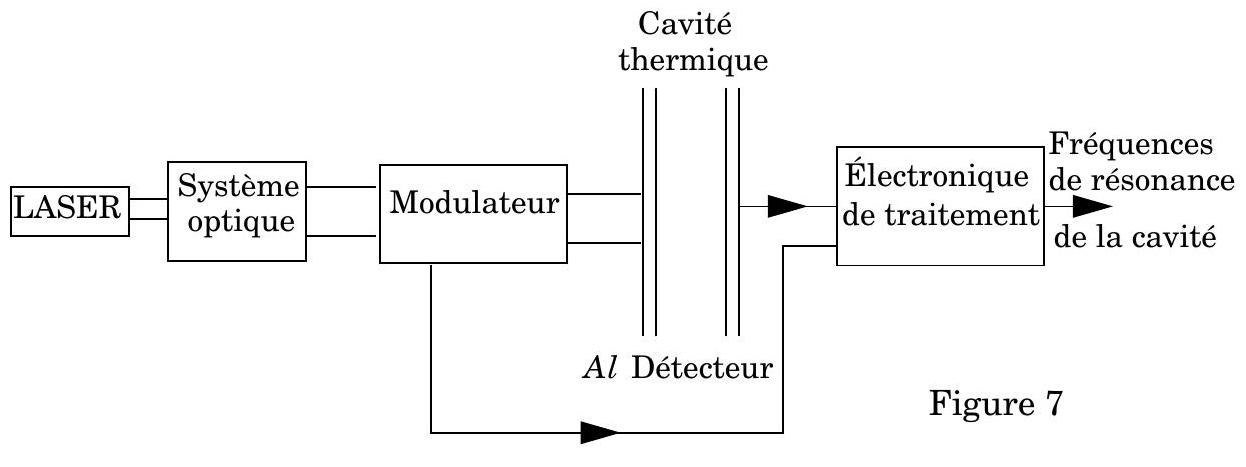 Cavité
thermique
LASER
Système
optique
Modulateur
Électronique
de traitement
Fréquences
de résonance
de la cavité
Al Détecteur
Figure 7